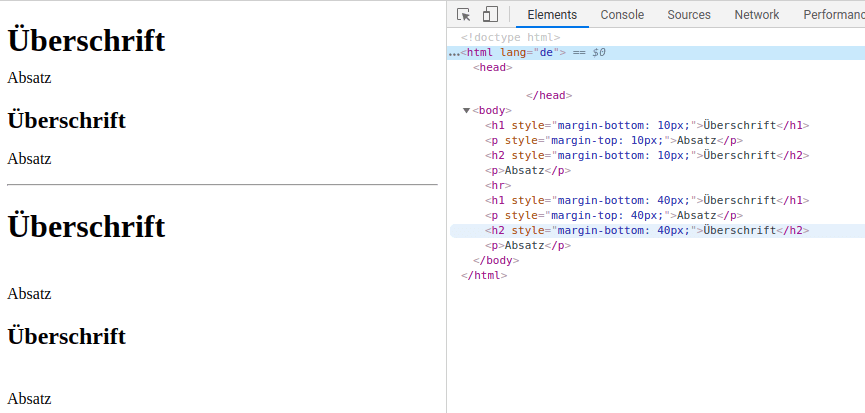 Überschrift
Absatz
Überschrift
Absatz
Überschrift
Absatz
Überschrift
Absatz
Elements Console Sources Network
<!doctype html>
…<html lang="de"> == $0
<head>
</head>
▼<body>
<h1 style="margin-bottom: 10px;">Überschrift</h1>
<p style="margin-top: 10px;">Absatz</p>
<h2 style="margin-bottom: 10px;">Überschrift</h2>
<p>Absatz</p>
<hr>
<h1 style="margin-bottom: 40px;">Überschrift</h1>
<p style="margin-top: 40px;">Absatz</p>
<h2 style="margin-bottom: 40px;">Überschrift</h2>
<p>Absatz</p>
</body>
</html>